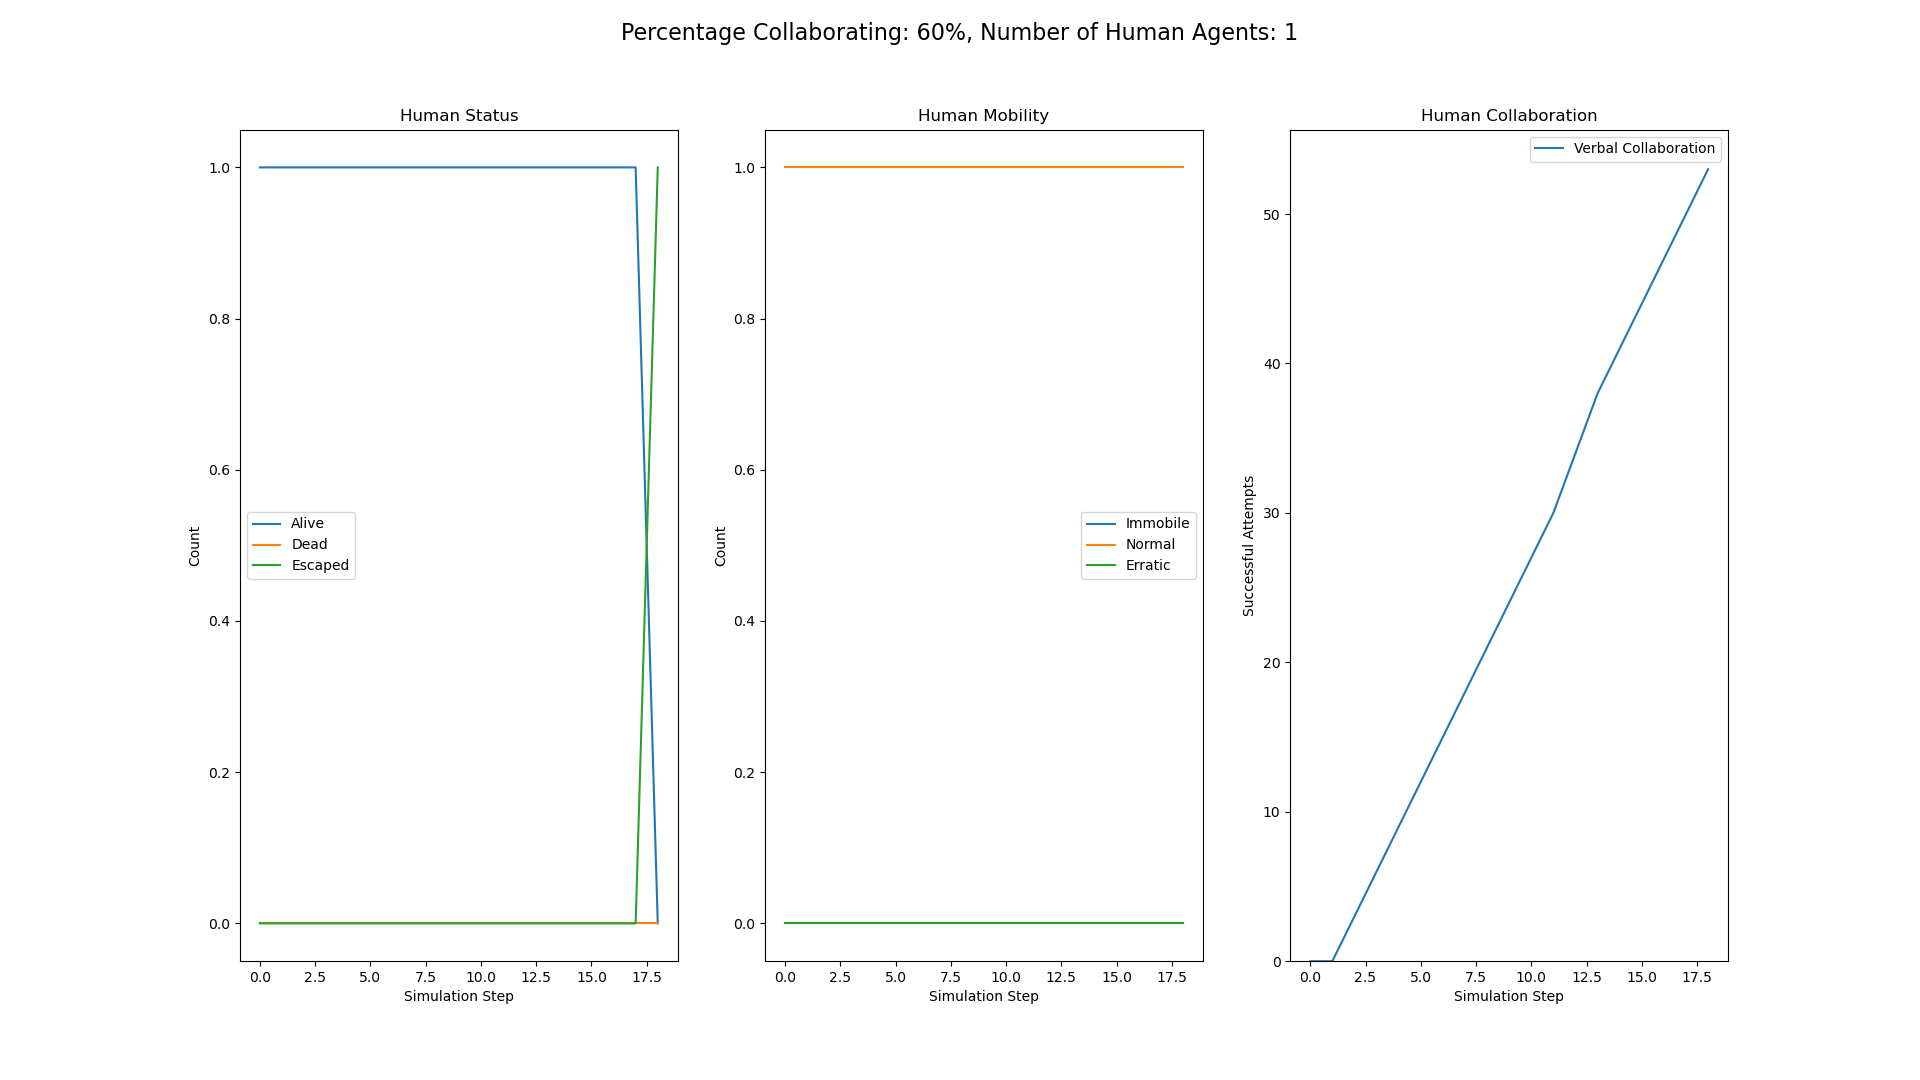 Percentage Collaborating: 60%, Number of Human Agents: 1
Human Status
1.0
0.8
0.6
0.4
0.2
0.0
Count
Alive
Dead
Escaped
0.0 2.5 5.0 7.5 10.0 12.5 15.0 17.5
Simulation Step
Human Mobility
1.0
0.8
0.6
0.4
0.2
0.0
Count
Immobile
Normal
Erratic
0.0 2.5 5.0 7.5 10.0 12.5 15.0 17.5
Simulation Step
Human Collaboration
Verbal Collaboration
50
40
30
20
10
0
Successful Attempts
0.0 2.5 5.0 7.5 10.0 12.5 15.0 17.5
Simulation Step